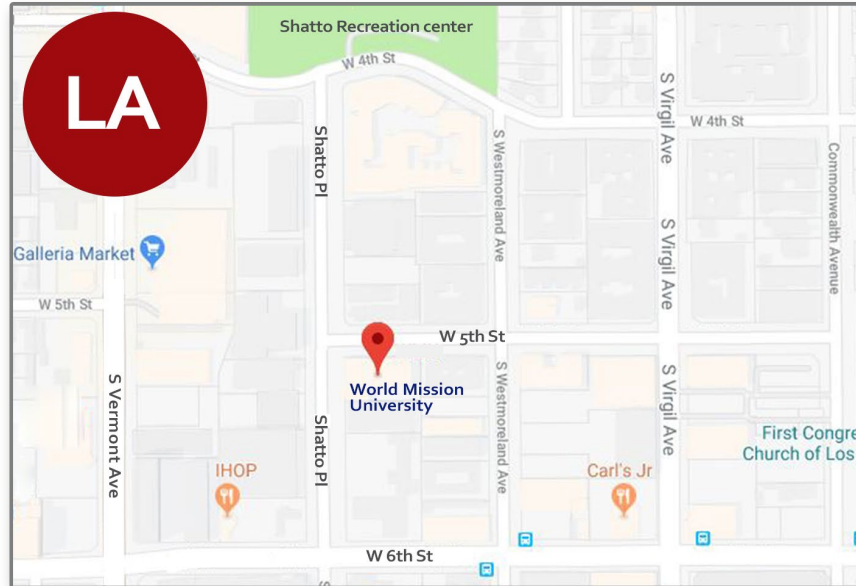 LA
Shatto Recreation center
W 4th St
S Virgil Ave
W 4th St
Shatto Pl
S Westmoreland Ave
Commonwealth Avenue
Galleria Market
S Virgil Ave
W 5th St
W 5th St
World Mission
University
S Vermont Ave
Shatto Pl
S Westmoreland Ave
S Virgil Ave
First Congre
Church of Los
IHOP
Carl's Jr
W 6th St